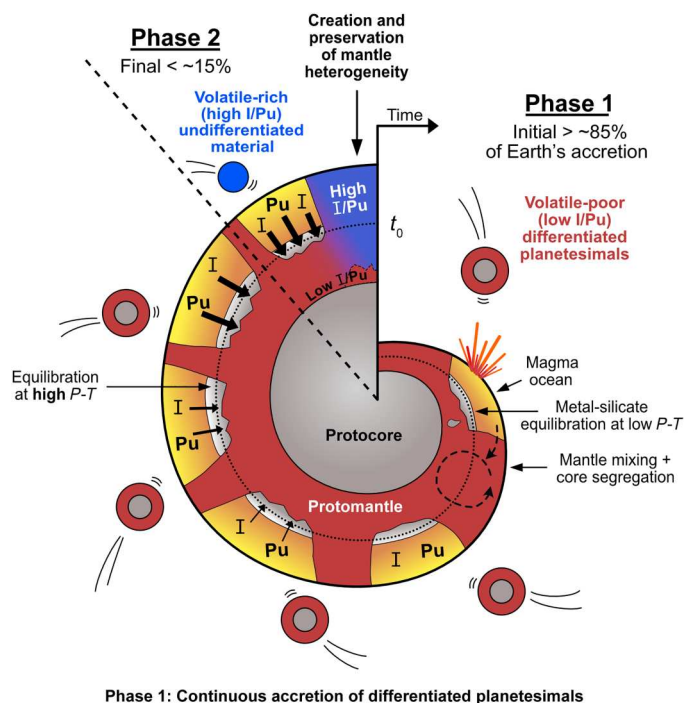 Phase 2
Final < ~15%
Creation and
preservation
of mantle
heterogeneity
Time
Phase 1
Initial > ~85%
of Earth's accretion
Volatile-rich
(high I/Pu)
undifferentiated
material
Volatile-poor
(low I/Pu)
differentiated
planetesimals
High
I/Pu
Pu I
t0
Low I/Pu
I
Pu
Equilibration
at high P-T
I
Pu
I
Pu
I Pu
Protocore
Protomantle
Magma
ocean
Metal-silicate
equilibration at low P-T
Mantle mixing +
core segregation
Phase 1: Continuous accretion of differentiated planetesimals